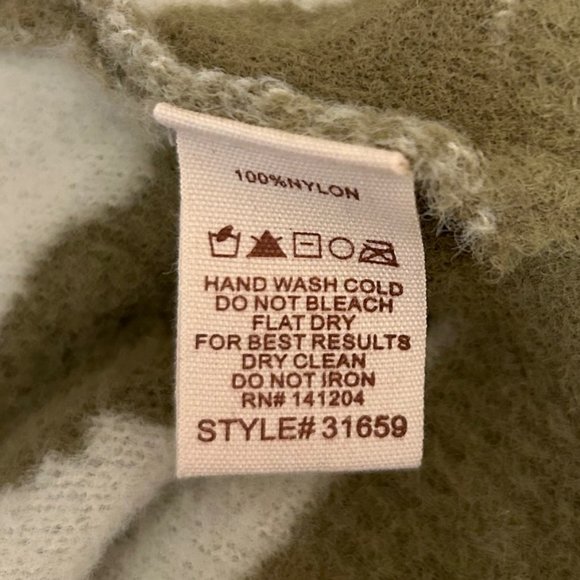 100%NYLON
HAND WASH COLD
DO NOT BLEACH
FLAT DRY
FOR BEST RESULTS
DRY CLEAN
DO NOT IRON
RN# 141204
STYLE# 31659